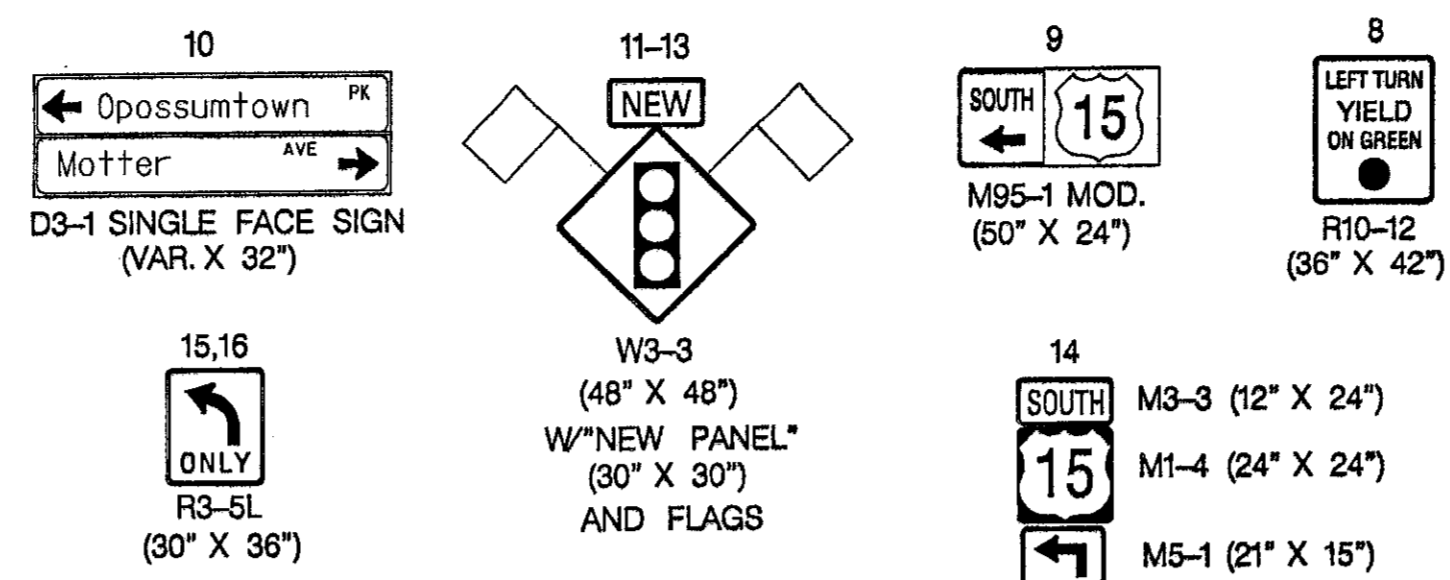 10
Opossumtown PK
Motter AVE
D3-1 SINGLE FACE SIGN
(VAR. X 32")
11-13
NEW
W3-3
(48" X 48")
W/"NEW PANEL"
(30" X 30")
AND FLAGS
9
SOUTH
15
M95-1 MOD.
(50" X 24")
8
LEFT TURN
YIELD
ON GREEN
R10-12
(36" X 42")
15,16
ONLY
R3-5L
(30" X 36")
14
SOUTH M3-3 (12" X 24")
15 M1-4 (24" X 24")
M5-1 (21" X 15")